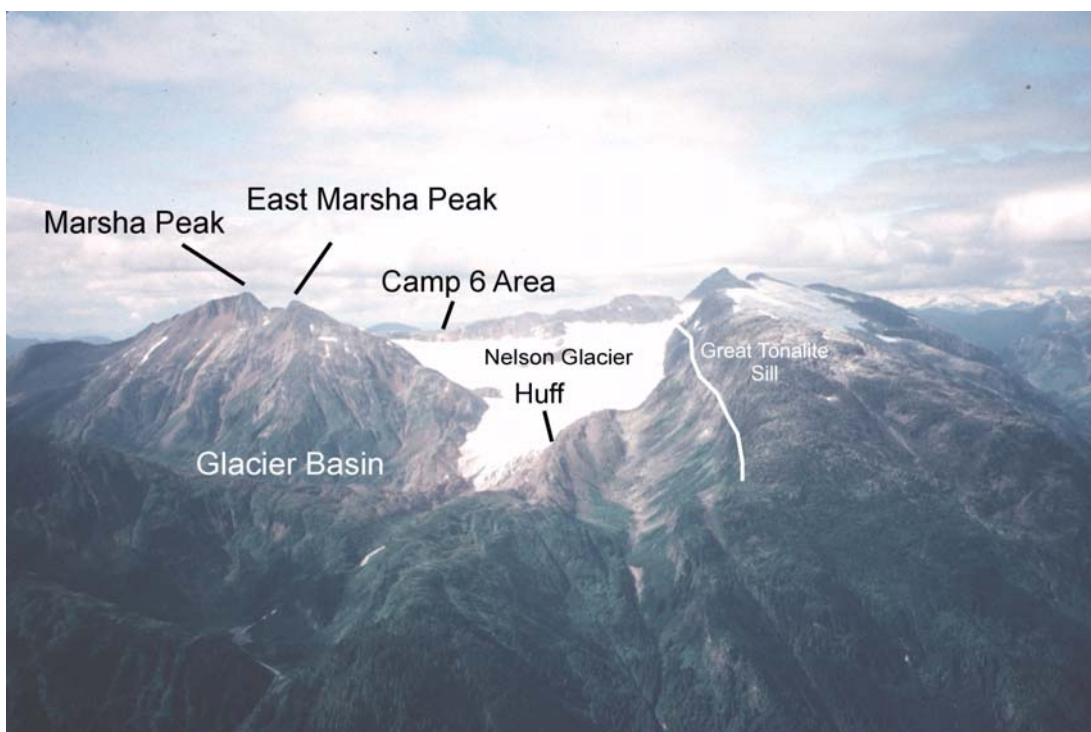 East Marsha Peak
Marsha Peak
Camp 6 Area
Nelson Glacier
Huff
Great Tonalite
Sill
Glacier Basin